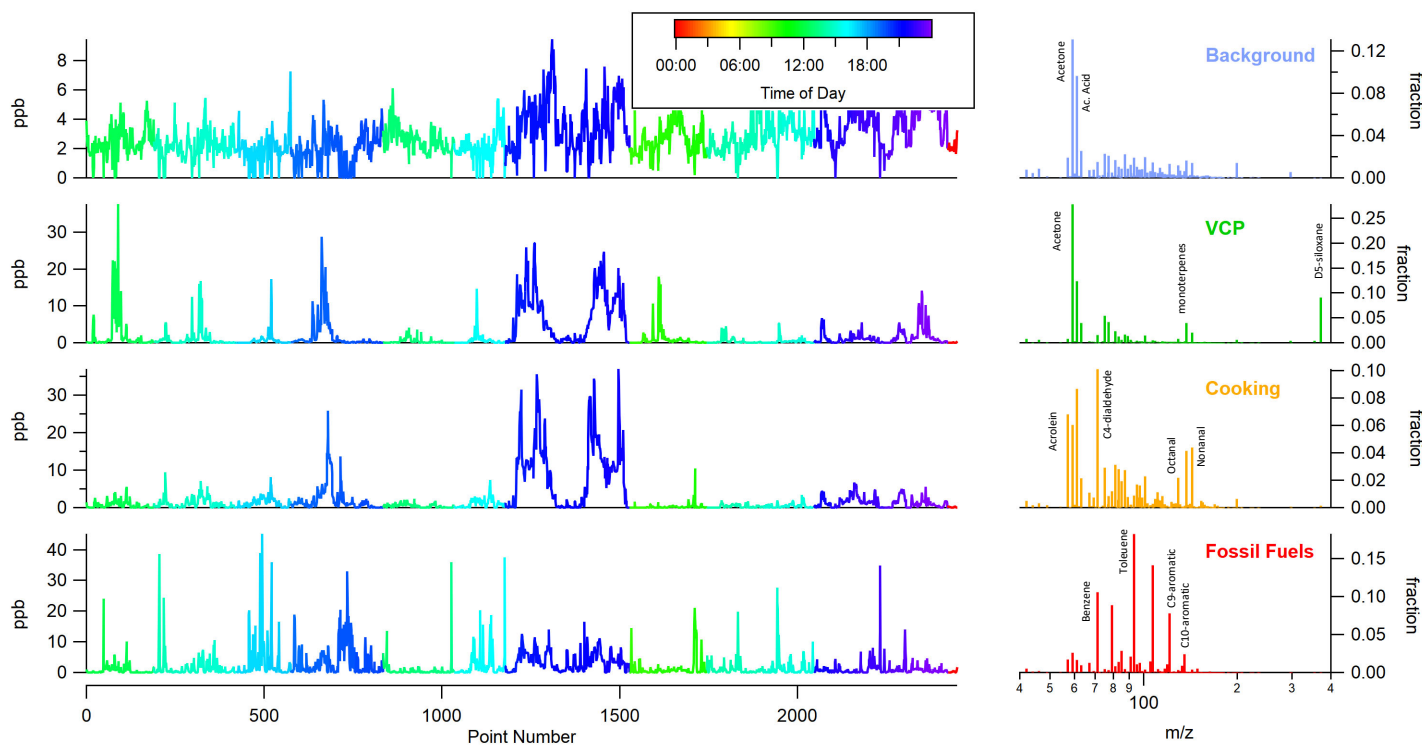 00:00 06:00 12:00 18:00
Time of Day
8
6
4
2
0
ppb
Acetone
Ac. Acid
Background
0.12
0.08
0.04
0.00
fraction
30
20
10
0
ppb
Acetone
monoterpenes
D5-siloxane
VCP
0.25
0.20
0.15
0.10
0.05
0.00
fraction
30
20
10
0
ppb
Acrolein
C4-dialdehyde
Octanal
Nonanal
Cooking
0.10
0.08
0.06
0.04
0.02
0.00
fraction
40
30
20
10
0
ppb
Benzene
Toleuene
C9-aromatic
C10-aromatic
Fossil Fuels
0.15
0.10
0.05
0.00
fraction
0 500 1000 1500 2000
Point Number
4 5 6 7 8 9 100 2 3 4
m/z